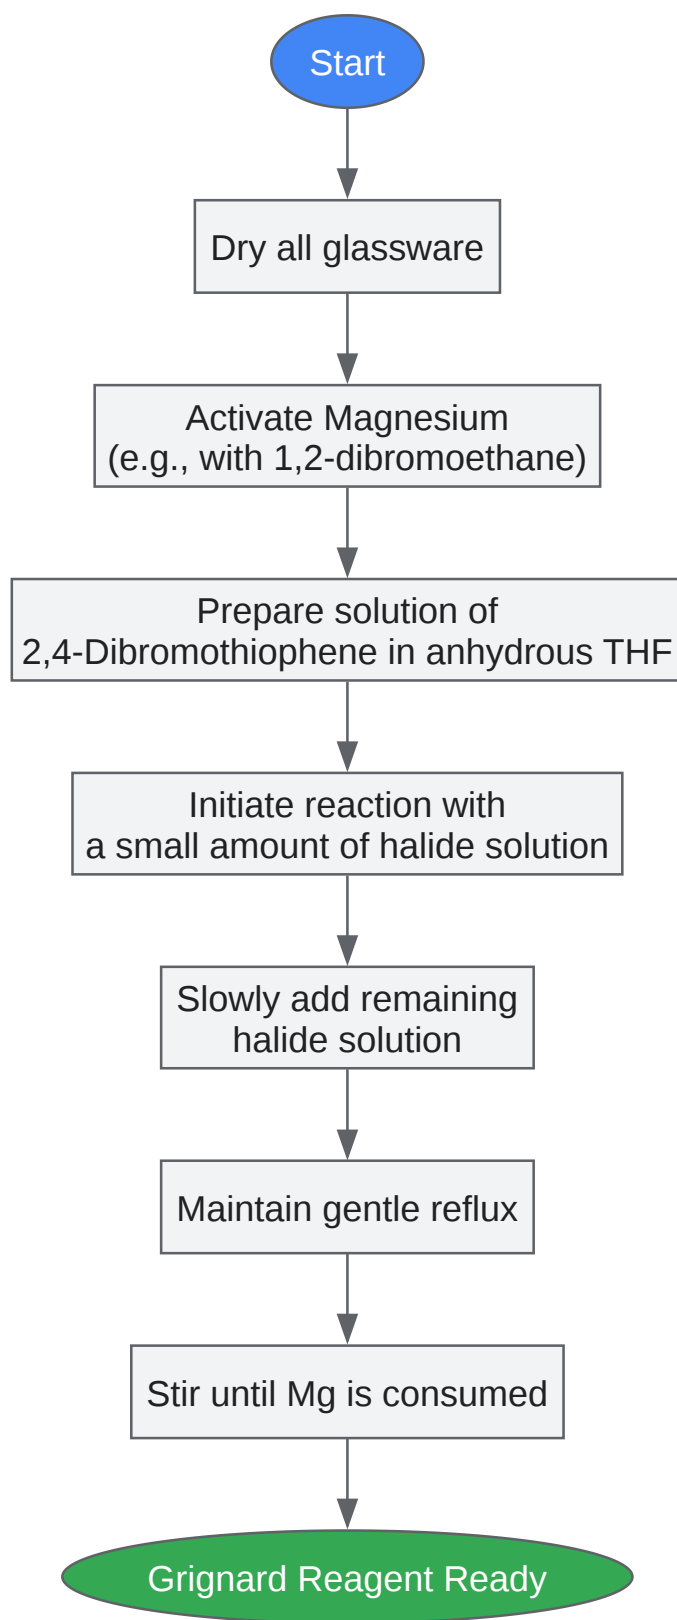 Start
Dry all glassware
Activate Magnesium
(e.g., with 1,2-dibromoethane)
Prepare solution of
2,4-Dibromothiophene in anhydrous THF
Initiate reaction with
a small amount of halide solution
Slowly add remaining
halide solution
Maintain gentle reflux
Stir until Mg is consumed
Grignard Reagent Ready